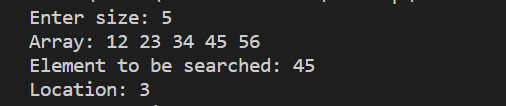 Enter size: 5
Array: 12 23 34 45 56
Element to be searched: 45
Location: 3